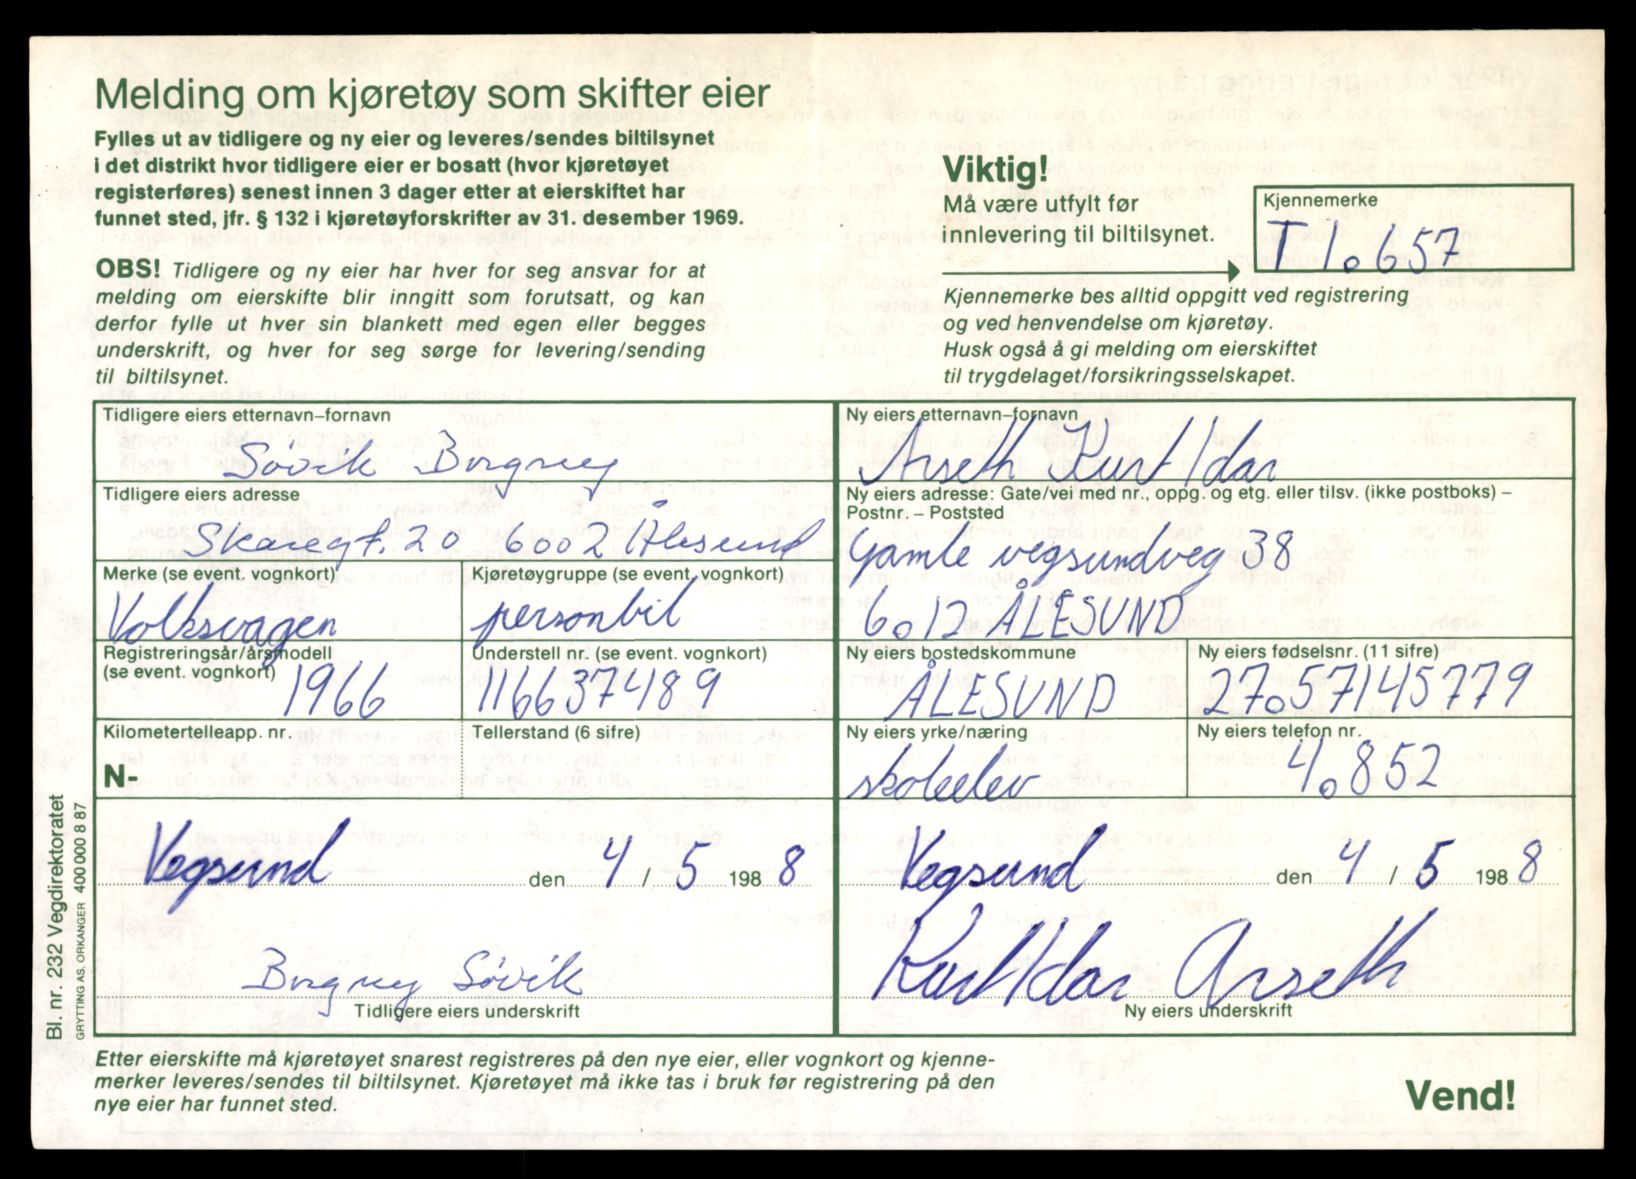 Melding om kjøretøy som skifter eier
Fylles ut av tidligere og ny eier og leveres/sendes biltilsynet
i det distrikt hvor tidligere eier er bosatt (hvor kjøretøyet
registerføres) senest innen 3 dager etter at eierskiftet har
funnet sted, jfr. § 132 i kjøretøyforskrifter av 31. desember 1969.
OBS! Tidligere og ny eier har hver for seg ansvar for at
melding om eierskifte blir inngitt som forutsatt, og kan
derfor fylle ut hver sin blankett med egen eller begges
underskrift, og hver for seg sørge for levering/sending
til biltilsynet.
Viktig!
Må være utfylt før
innlevering til biltilsynet.
Kjennemerke
T 10657
Kjennemerke bes alltid oppgitt ved registrering
og ved henvendelse om kjøretøy.
Husk også å gi melding om eierskiftet
til trygdelaget/forsikringsselskapet.
Tidligere eiers etternavn–fornavn
Søvik Borgny
Tidligere eiers adresse
Skaregt. 20 6002 Ålesund
Merke (se event. vognkort)
Volksvagen
Kjøretøygruppe (se event. vognkort)
personbil
Registreringsår/årsmodell
(se event. vognkort)
1966
Understell nr. (se event. vognkort)
116637489
Kilometertelleapp. nr.
N-
Tellerstand (6 sifre)
Vegsund den 4 / 5 198 8
Borgny Søvik
Tidligere eiers underskrift
Ny eiers etternavn–fornavn
Arseth Kurt Idar
Ny eiers adresse: Gate/vei med nr., oppg. og etg. eller tilsv. (ikke postboks) –
Postnr. – Poststed
Gamle vegsundveg 38
6012 ÅLESUND
Ny eiers bostedskommune
ÅLESUND
Ny eiers fødselsnr. (11 sifre)
27057145779
Ny eiers yrke/næring
skoleelev
Ny eiers telefon nr.
40852
Vegsund den 4 / 5 198 8
Kurt Idar Arseth
Ny eiers underskrift
Bl. nr. 232 Vegdirektoratet
GRYTTING AS, ORKANGER 400 000 8 87
Etter eierskifte må kjøretøyet snarest registreres på den nye eier, eller vognkort og kjenne-
merker leveres/sendes til biltilsynet. Kjøretøyet må ikke tas i bruk før registrering på den
nye eier har funnet sted.
Vend!